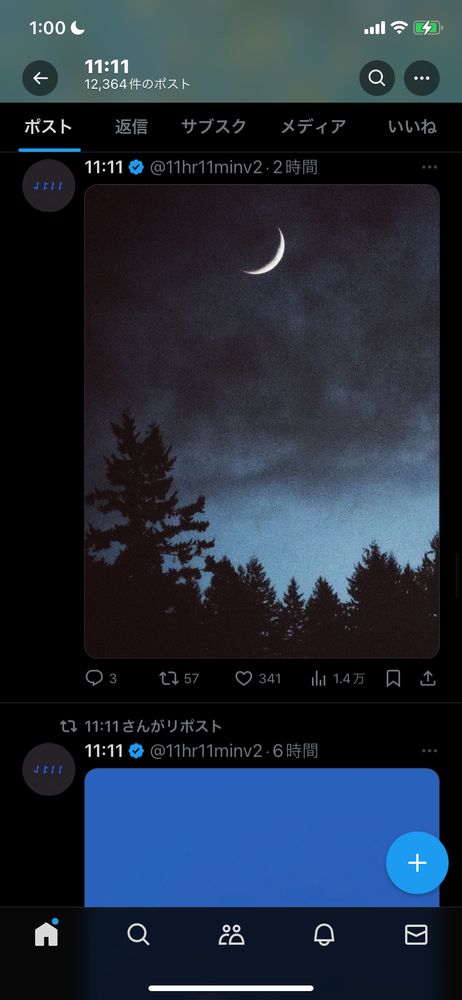 1:00
11:11
12,364件のポスト
ポスト 返信 サブスク メディア いいね
11:11 @11hr11minv2·2時間
3 57 341 1.4万
11:11さんがリポスト
11:11 @11hr11minv2·6時間